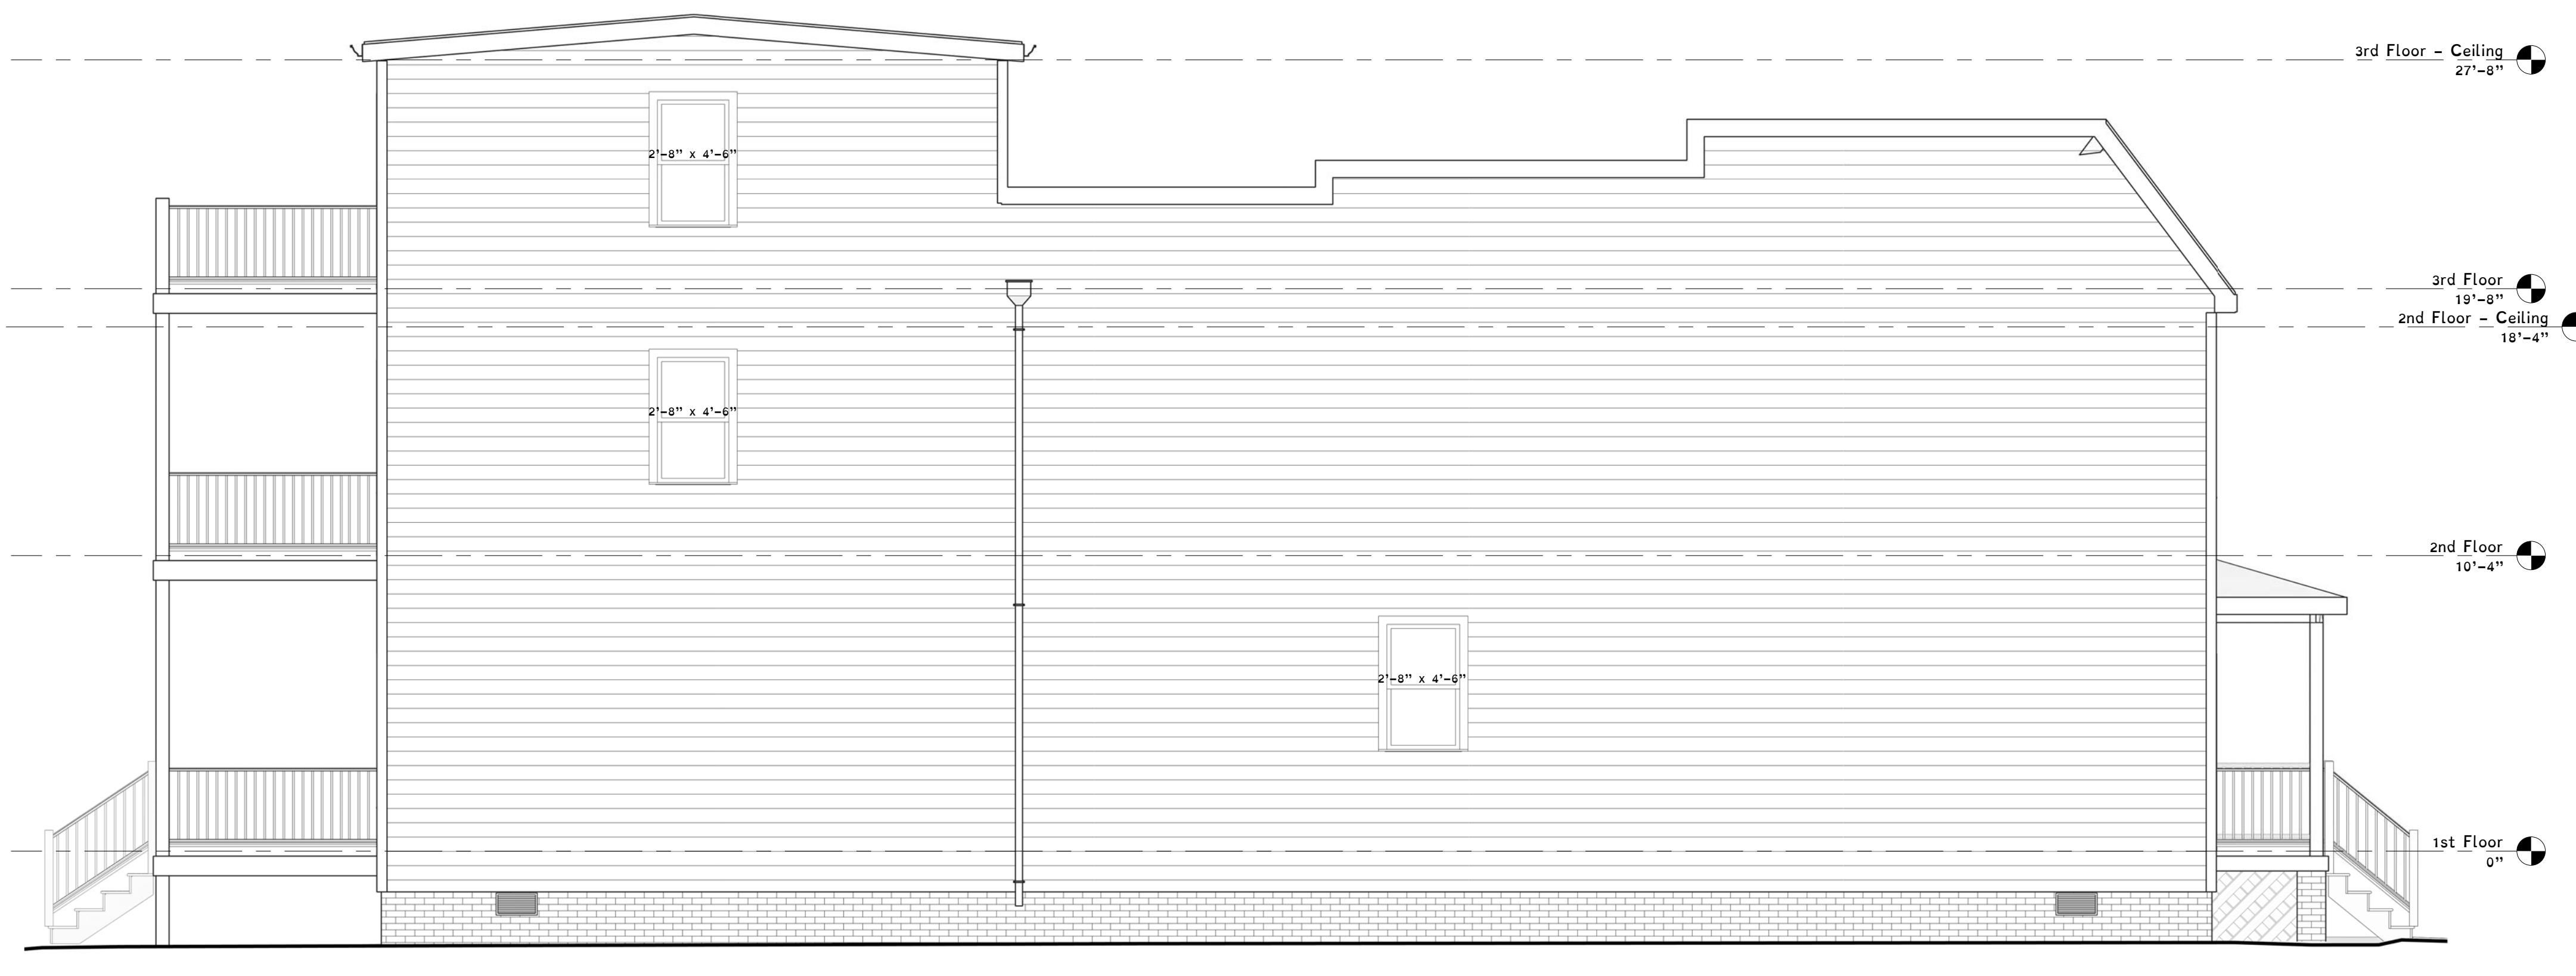 3rd Floor – Ceiling
27'–8"
2'–8" x 4'–6"
3rd Floor
19'–8"
2nd Floor – Ceiling
18'–4"
2'–8" x 4'–6"
2nd Floor
10'–4"
2'–8" x 4'–6"
1st Floor
0"